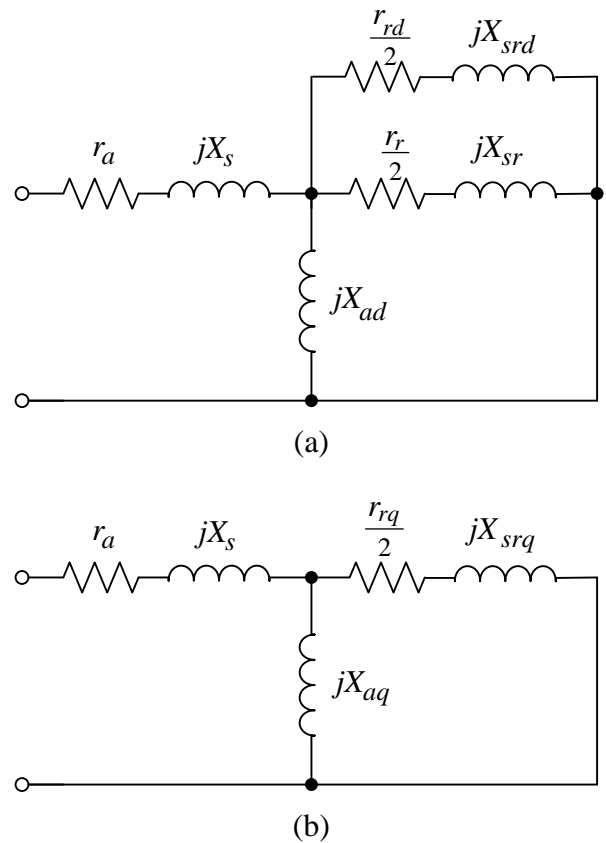 r_rd/2 jX_srd
r_a jX_s r_r/2 jX_sr
jX_ad
(a)
r_a jX_s r_rq/2 jX_srq
jX_aq
(b)